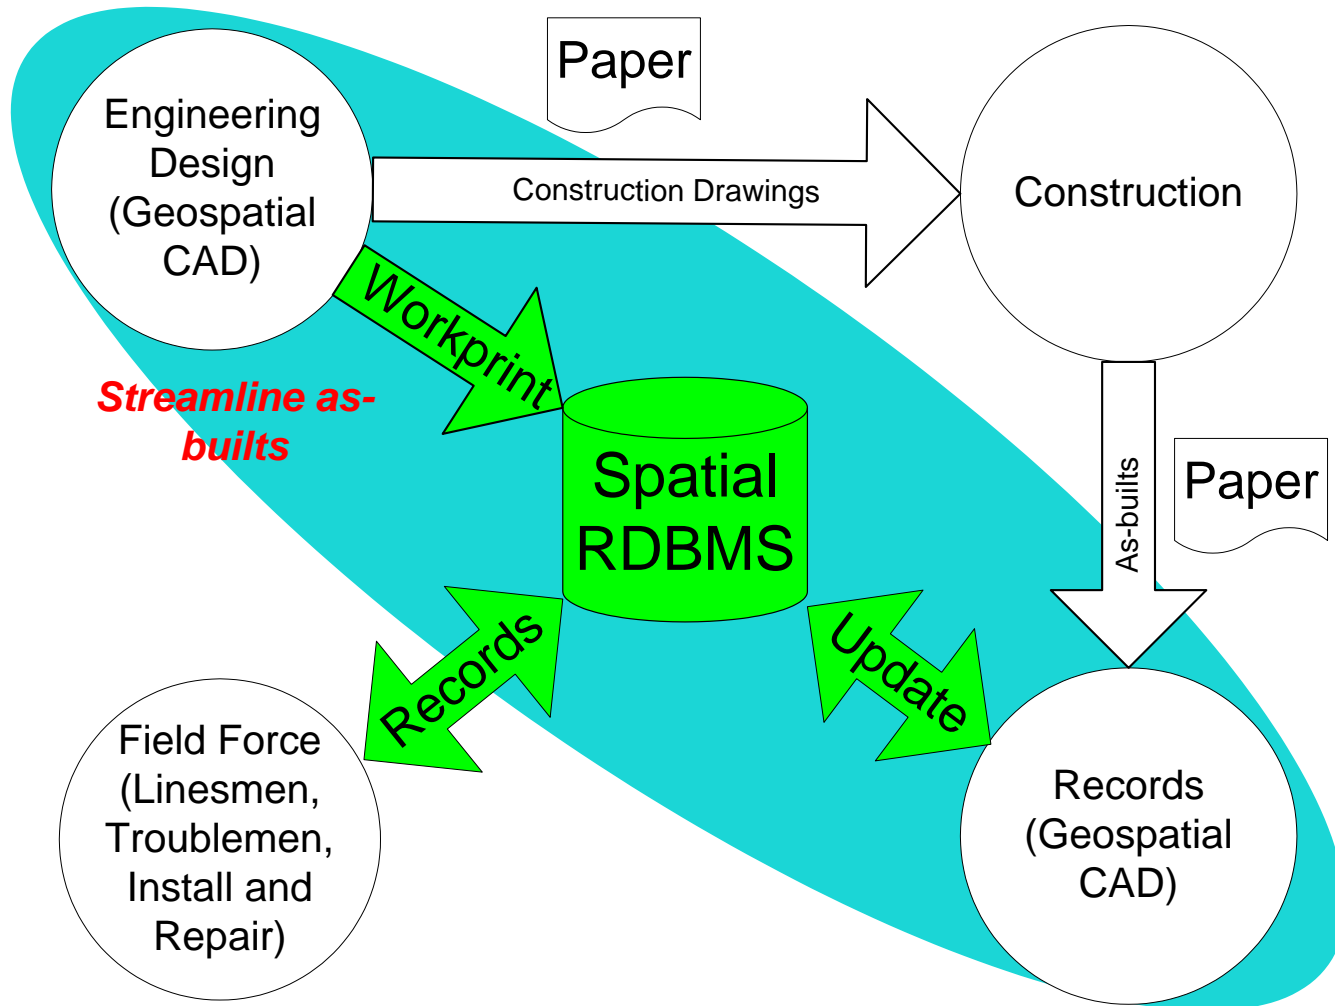 Paper
Engineering
Design
(Geospatial
CAD)
Construction Drawings
Construction
Workprint
Streamline as-
builts
Spatial
RDBMS
As-builts
Paper
Records
Update
Field Force
(Linesmen,
Troublemen,
Install and
Repair)
Records
(Geospatial
CAD)